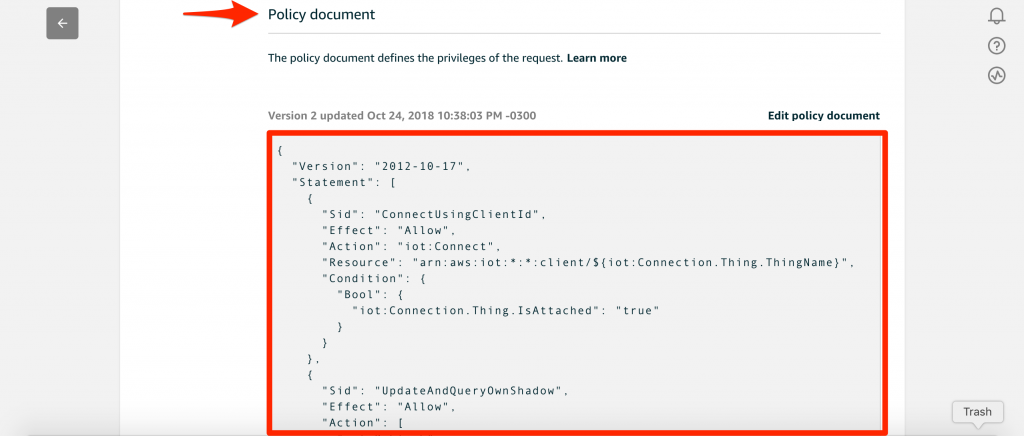 Policy document
The policy document defines the privileges of the request. Learn more
Version 2 updated Oct 24, 2018 10:38:03 PM -0300 Edit policy document
{
  "Version": "2012-10-17",
  "Statement": [
    {
      "Sid": "ConnectUsingClientId",
      "Effect": "Allow",
      "Action": "iot:Connect",
      "Resource": "arn:aws:iot:*:*:client/${iot:Connection.Thing.ThingName}",
      "Condition": {
        "Bool": {
          "iot:Connection.Thing.IsAttached": "true"
        }
      }
    },
    {
      "Sid": "UpdateAndQueryOwnShadow",
      "Effect": "Allow",
      "Action": [
Trash